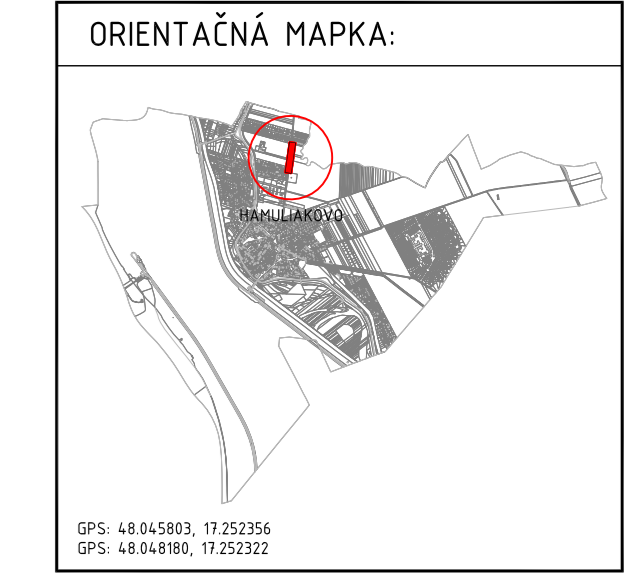 ORIENTAČNÁ MAPKA:
HAMULIAKOVO
GPS: 48.045803, 17.252356
GPS: 48.048180, 17.252322